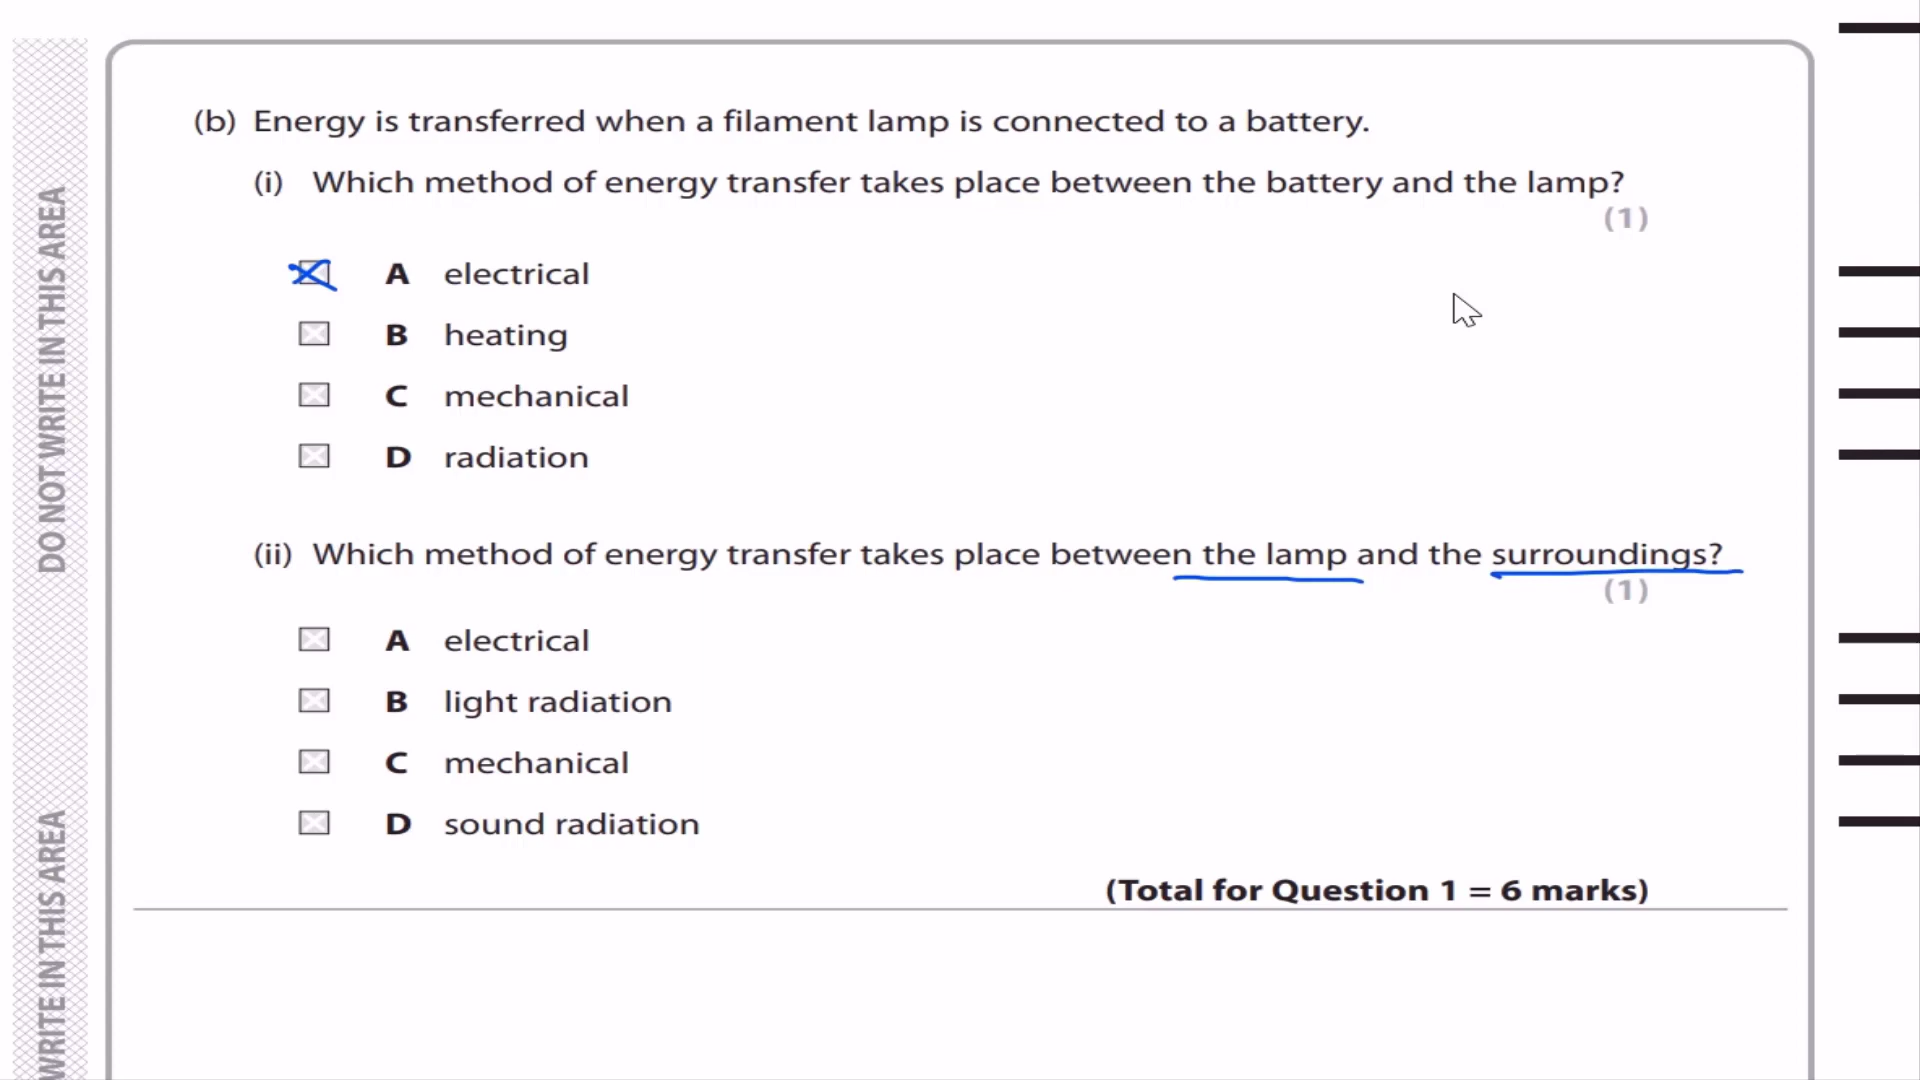 DO NOT WRITE IN THIS AREA
WRITE IN THIS AREA
(b) Energy is transferred when a filament lamp is connected to a battery.
(i) Which method of energy transfer takes place between the battery and the lamp?
(1)
A electrical
B heating
C mechanical
D radiation
(ii) Which method of energy transfer takes place between the lamp and the surroundings?
(1)
A electrical
B light radiation
C mechanical
D sound radiation
(Total for Question 1 = 6 marks)